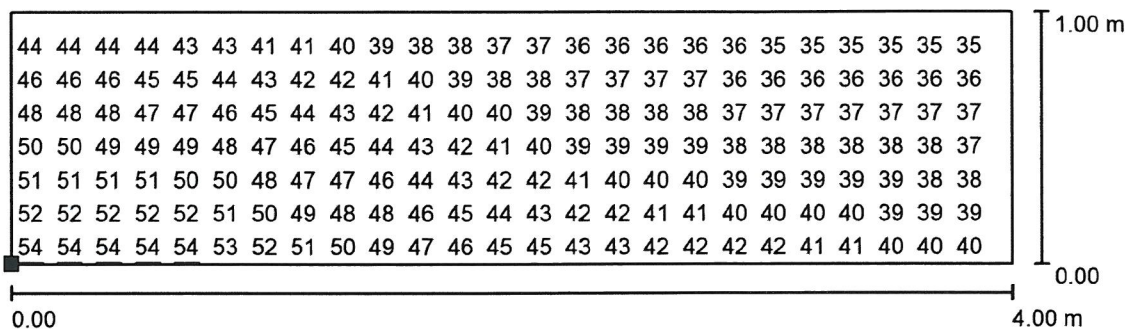 44 44 44 44 43 43 41 41 40 39 38 38 37 37 36 36 36 36 36 35 35 35 35 35 35
46 46 46 45 45 44 43 42 42 41 40 39 38 38 37 37 37 37 36 36 36 36 36 36 36
48 48 48 47 47 46 45 44 43 42 41 40 40 39 38 38 38 38 37 37 37 37 37 37 37
50 50 49 49 49 48 47 46 45 44 43 42 41 40 39 39 39 39 38 38 38 38 38 38 37
51 51 51 51 50 50 48 47 47 46 44 43 42 42 41 40 40 40 39 39 39 39 39 38 38
52 52 52 52 52 51 50 49 48 48 46 45 44 43 42 42 41 41 40 40 40 40 39 39 39
54 54 54 54 54 53 52 51 50 49 47 46 45 45 43 43 42 42 42 42 41 41 40 40 40
1.00 m
0.00
0.00
4.00 m